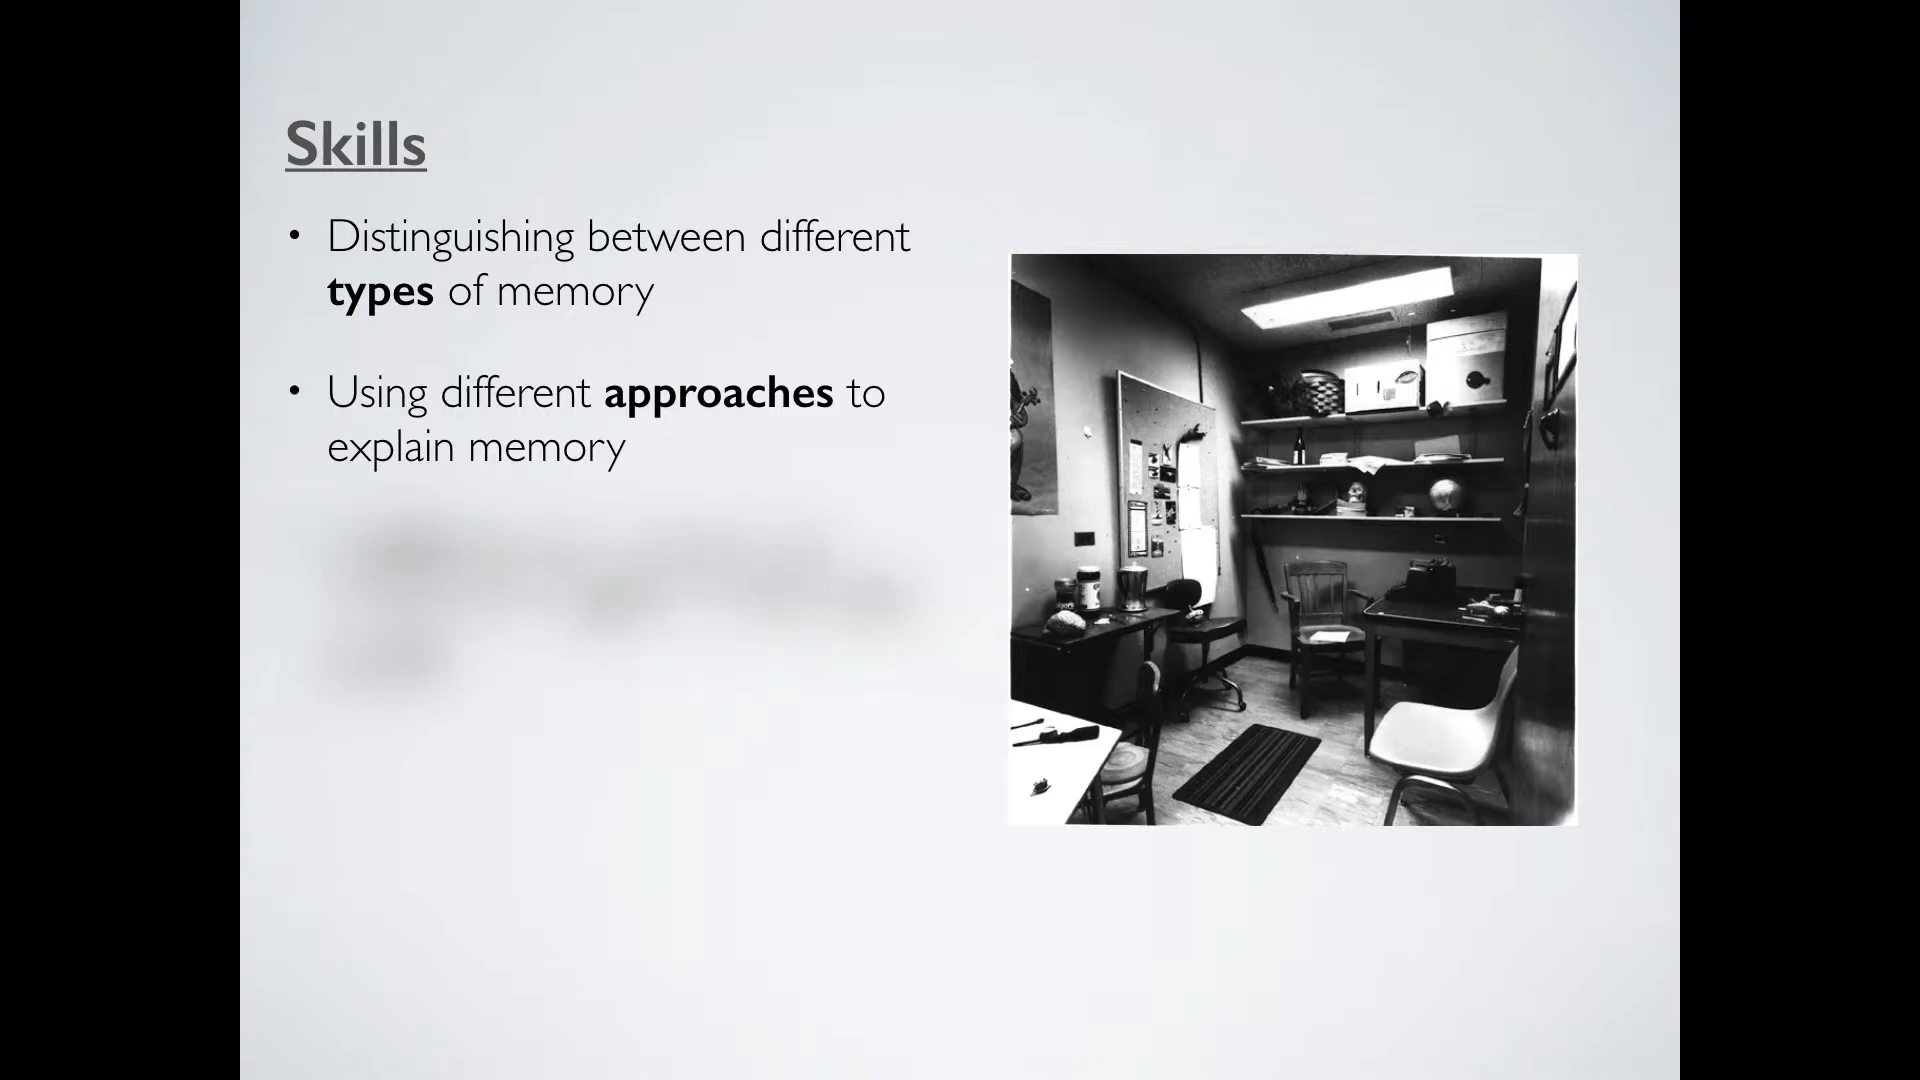 Skills
• Distinguishing between different
types of memory
• Using different approaches to
explain memory